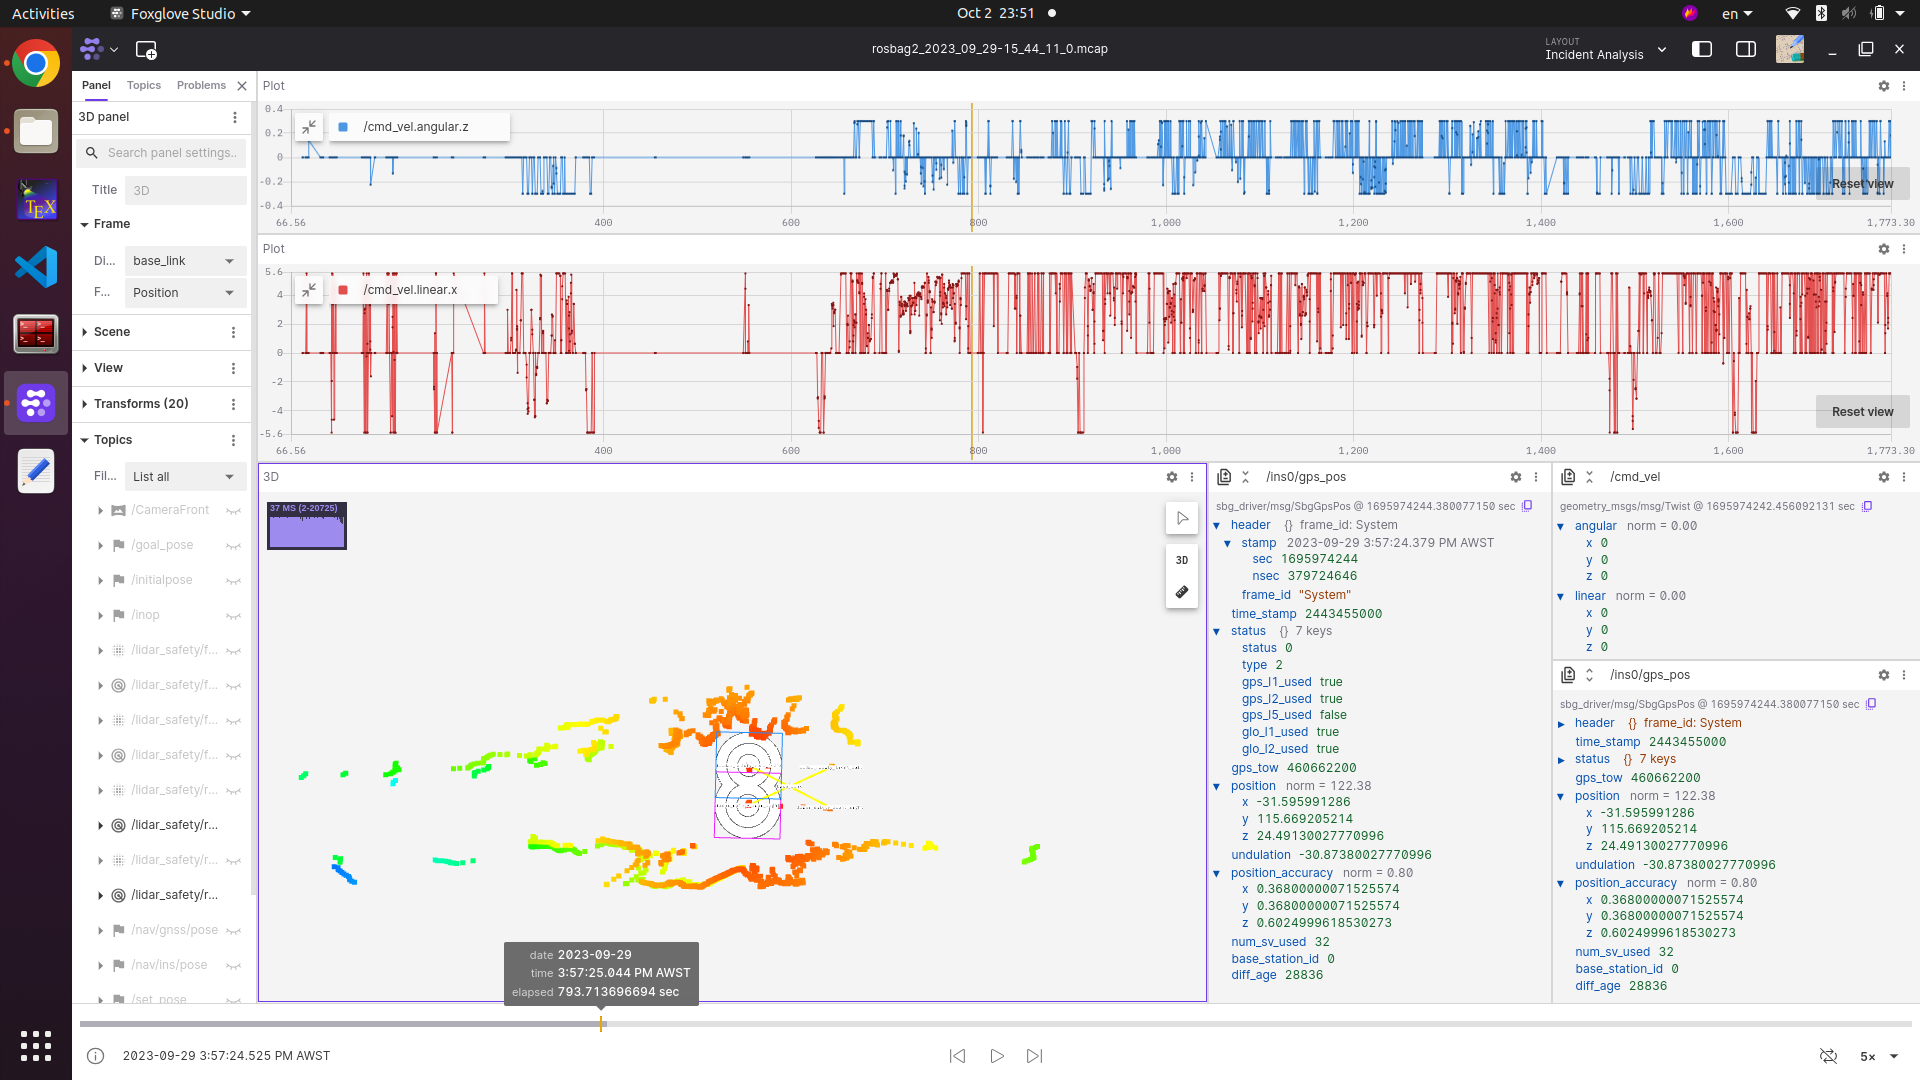 Activities
Foxglove Studio
Oct 2 23:51
en
rosbag2_2023_09_29-15_44_11_0.mcap
LAYOUT
Incident Analysis
Panel
Topics
Problems
3D panel
Search panel settings...
Title
3D
Frame
Di...
base_link
F...
Position
Scene
View
Transforms (20)
Topics
Fil...
List all
/CameraFront
/goal_pose
/initialpose
/inop
/lidar_safety/f...
/lidar_safety/f...
/lidar_safety/f...
/lidar_safety/f...
/lidar_safety/r...
/lidar_safety/r...
/lidar_safety/r...
/lidar_safety/r...
/nav/gnss/pose
/nav/ins/pose
/set_pose
Plot
0.4
0.2
0
-0.2
-0.4
/cmd_vel.angular.z
Reset view
66.56
400
600
800
1,000
1,200
1,400
1,600
1,773.30
Plot
5.6
4
2
0
-2
-4
-5.6
/cmd_vel.linear.x
Reset view
66.56
400
600
800
1,000
1,200
1,400
1,600
1,773.30
3D
37 MS (2-20725)
3D
/ins0/gps_pos
sbg_driver/msg/SbgGpsPos @ 1695974244.380077150 sec
header {} frame_id: System
stamp 2023-09-29 3:57:24.379 PM AWST
sec 1695974244
nsec 379724646
frame_id "System"
time_stamp 2443455000
status {} 7 keys
status 0
type 2
gps_l1_used true
gps_l2_used true
gps_l5_used false
glo_l1_used true
glo_l2_used true
gps_tow 460662200
position norm = 122.38
x -31.595991286
y 115.669205214
z 24.49130027770996
undulation -30.87380027770996
position_accuracy norm = 0.80
x 0.36800000071525574
y 0.36800000071525574
z 0.6024999618530273
num_sv_used 32
base_station_id 0
diff_age 28836
/cmd_vel
geometry_msgs/msg/Twist @ 1695974242.456092131 sec
angular norm = 0.00
x 0
y 0
z 0
linear norm = 0.00
x 0
y 0
z 0
/ins0/gps_pos
sbg_driver/msg/SbgGpsPos @ 1695974244.380077150 sec
header {} frame_id: System
time_stamp 2443455000
status {} 7 keys
gps_tow 460662200
position norm = 122.38
x -31.595991286
y 115.669205214
z 24.49130027770996
undulation -30.87380027770996
position_accuracy norm = 0.80
x 0.36800000071525574
y 0.36800000071525574
z 0.6024999618530273
num_sv_used 32
base_station_id 0
diff_age 28836
date 2023-09-29
time 3:57:25.044 PM AWST
elapsed 793.713696694 sec
2023-09-29 3:57:24.525 PM AWST
5×